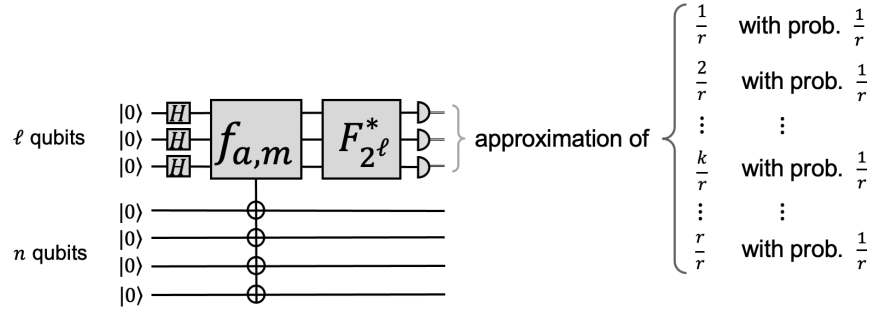 1/r with prob. 1/r
2/r with prob. 1/r
⋮ ⋮
k/r with prob. 1/r
⋮ ⋮
r/r with prob. 1/r
ℓ qubits
|0⟩ H
|0⟩ H
|0⟩ H
f_{a,m}
F*_{2^ℓ}
approximation of
n qubits
|0⟩
|0⟩
|0⟩
|0⟩